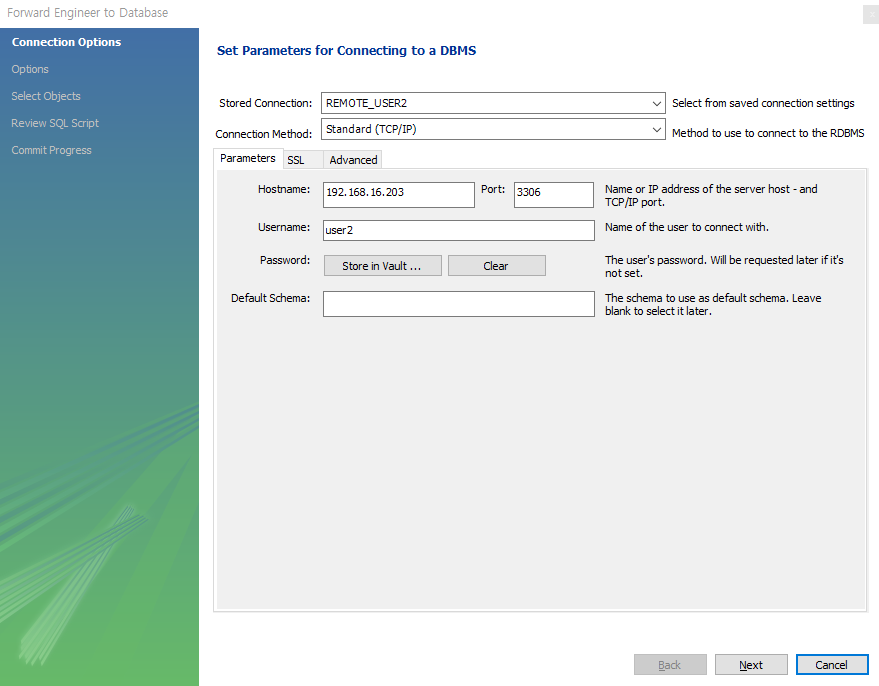 Forward Engineer to Database
Connection Options
Options
Select Objects
Review SQL Script
Commit Progress
Set Parameters for Connecting to a DBMS
Stored Connection: REMOTE_USER2 Select from saved connection settings
Connection Method: Standard (TCP/IP) Method to use to connect to the RDBMS
Parameters SSL Advanced
Hostname: 192.168.16.203 Port: 3306 Name or IP address of the server host - and
TCP/IP port.
Username: user2 Name of the user to connect with.
Password: Store in Vault ... Clear The user's password. Will be requested later if it's
not set.
Default Schema: The schema to use as default schema. Leave
blank to select it later.
Back Next Cancel